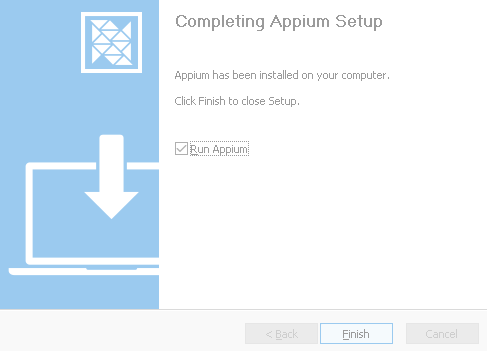 Completing Appium Setup
Appium has been installed on your computer.
Click Finish to close Setup.
Run Appium
< Back
Finish
Cancel